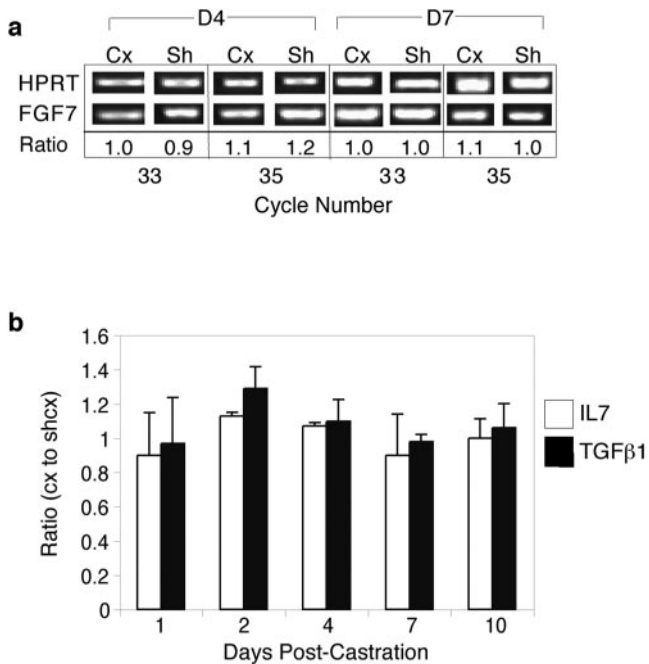 a
D4 D7
Cx Sh Cx Sh Cx Sh Cx Sh
HPRT
FGF7
Ratio 1.0 0.9 1.1 1.2 1.0 1.0 1.1 1.0
33 35 33 35
Cycle Number
b
1.6
1.4
1.2
1
0.8
0.6
0.4
0.2
0
Ratio (cx to shcx)
IL7
TGFβ1
1 2 4 7 10
Days Post-Castration